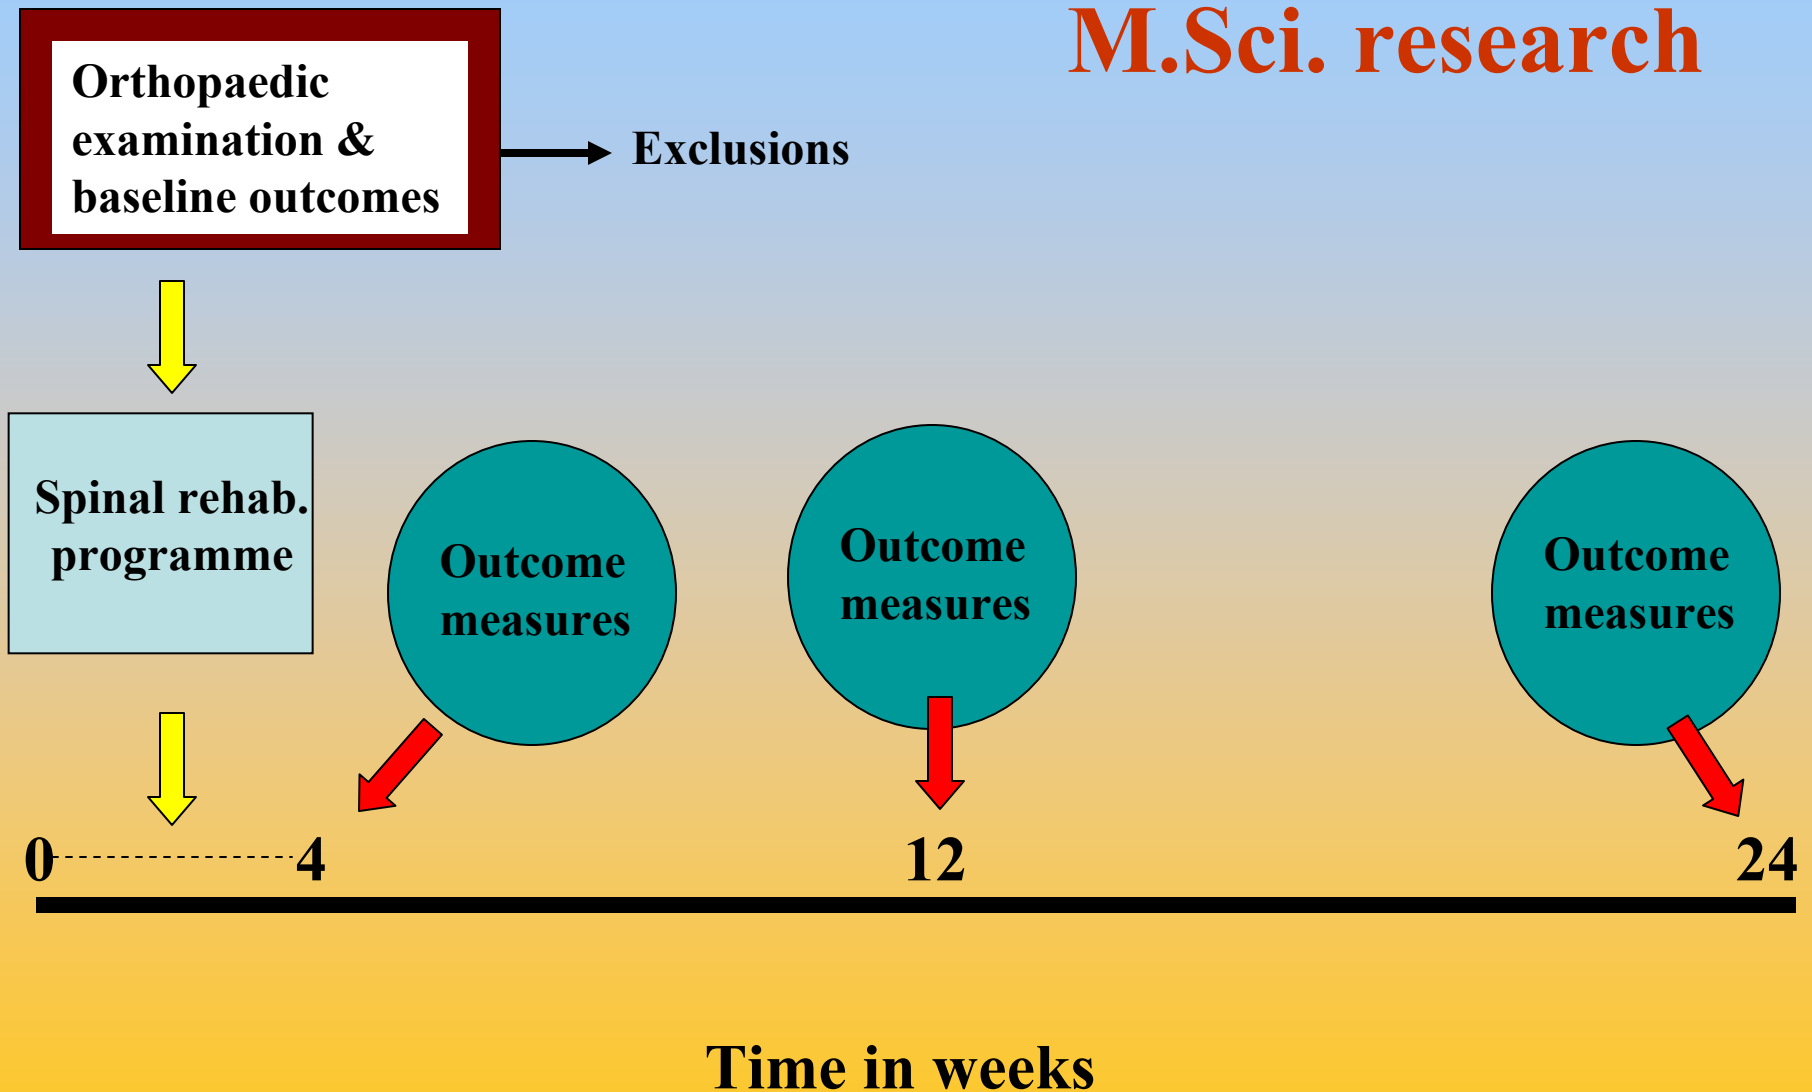 M.Sci. research
Orthopaedic
examination &
baseline outcomes
Exclusions
Spinal rehab.
programme
Outcome
measures
Outcome
measures
Outcome
measures
0 4 12 24
Time in weeks